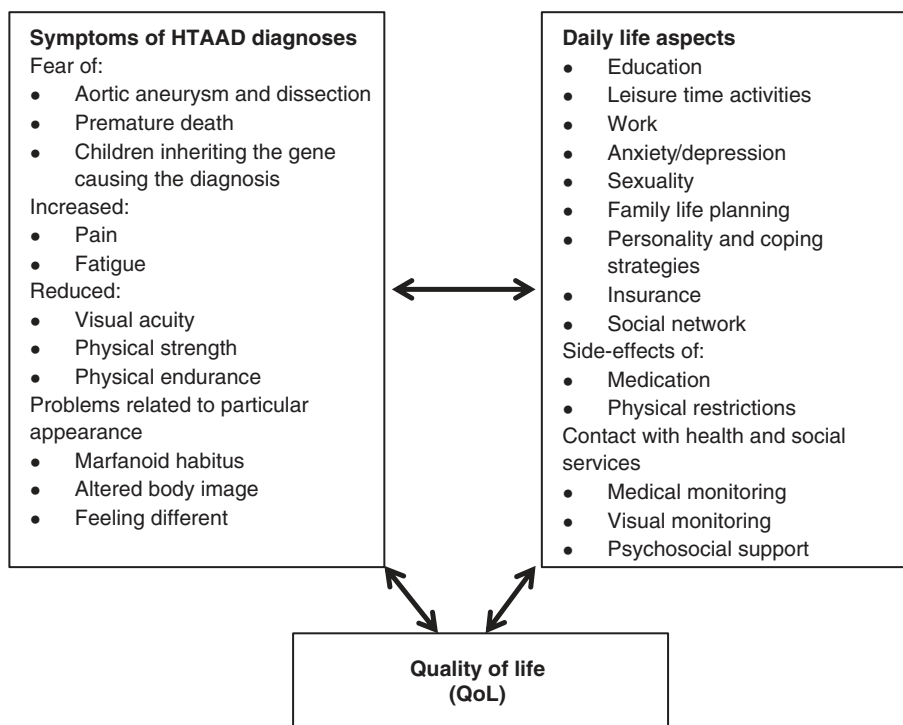 Symptoms of HTAAD diagnoses
Fear of:
● Aortic aneurysm and dissection
● Premature death
● Children inheriting the gene
causing the diagnosis
Increased:
● Pain
● Fatigue
Reduced:
● Visual acuity
● Physical strength
● Physical endurance
Problems related to particular
appearance
● Marfanoid habitus
● Altered body image
● Feeling different
Daily life aspects
● Education
● Leisure time activities
● Work
● Anxiety/depression
● Sexuality
● Family life planning
● Personality and coping
strategies
● Insurance
● Social network
Side-effects of:
● Medication
● Physical restrictions
Contact with health and social
services
● Medical monitoring
● Visual monitoring
● Psychosocial support
Quality of life
(QoL)